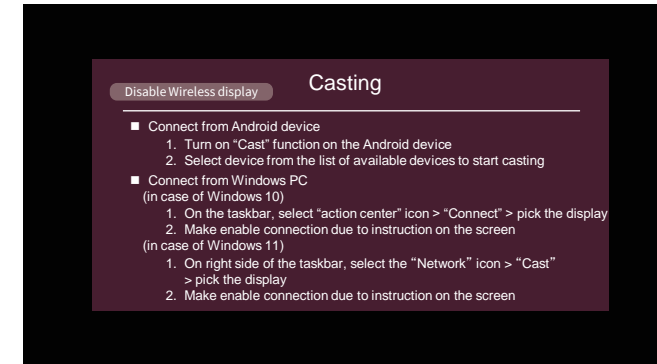 Casting
Disable Wireless display
■ Connect from Android device
1. Turn on “Cast” function on the Android device
2. Select device from the list of available devices to start casting
■ Connect from Windows PC
(in case of Windows 10)
1. On the taskbar, select “action center” icon > “Connect” > pick the display
2. Make enable connection due to instruction on the screen
(in case of Windows 11)
1. On right side of the taskbar, select the “Network” icon > “Cast”
> pick the display
2. Make enable connection due to instruction on the screen